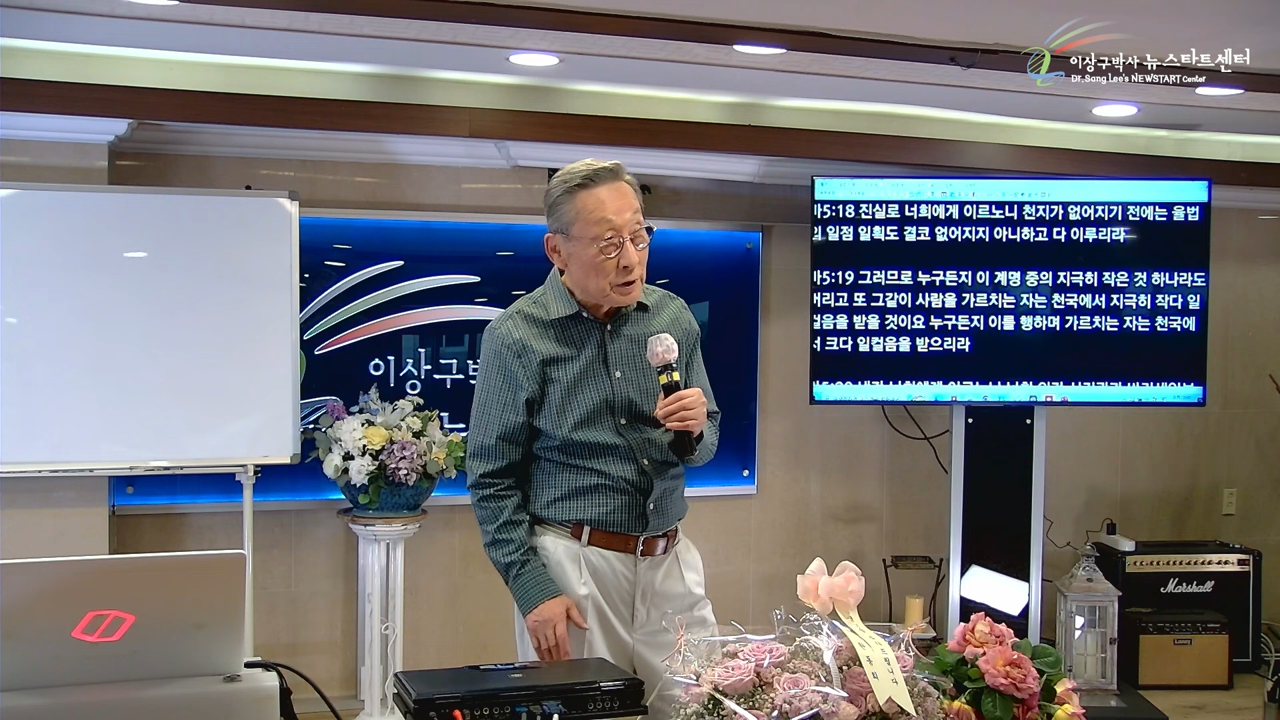 이상구박사 뉴스타트센터
Dr. Sang Lee's NEWSTART Center
마5:18 진실로 너희에게 이르노니 천지가 없어지기 전에는 율법
의 일점 일획도 결코 없어지지 아니하고 다 이루리라
마5:19 그러므로 누구든지 이 계명 중의 지극히 작은 것 하나라도
버리고 또 그같이 사람을 가르치는 자는 천국에서 지극히 작다 일
컬음을 받을 것이요 누구든지 이를 행하며 가르치는 자는 천국에
서 크다 일컬음을 받으리라
이상구
Marshall
Laney